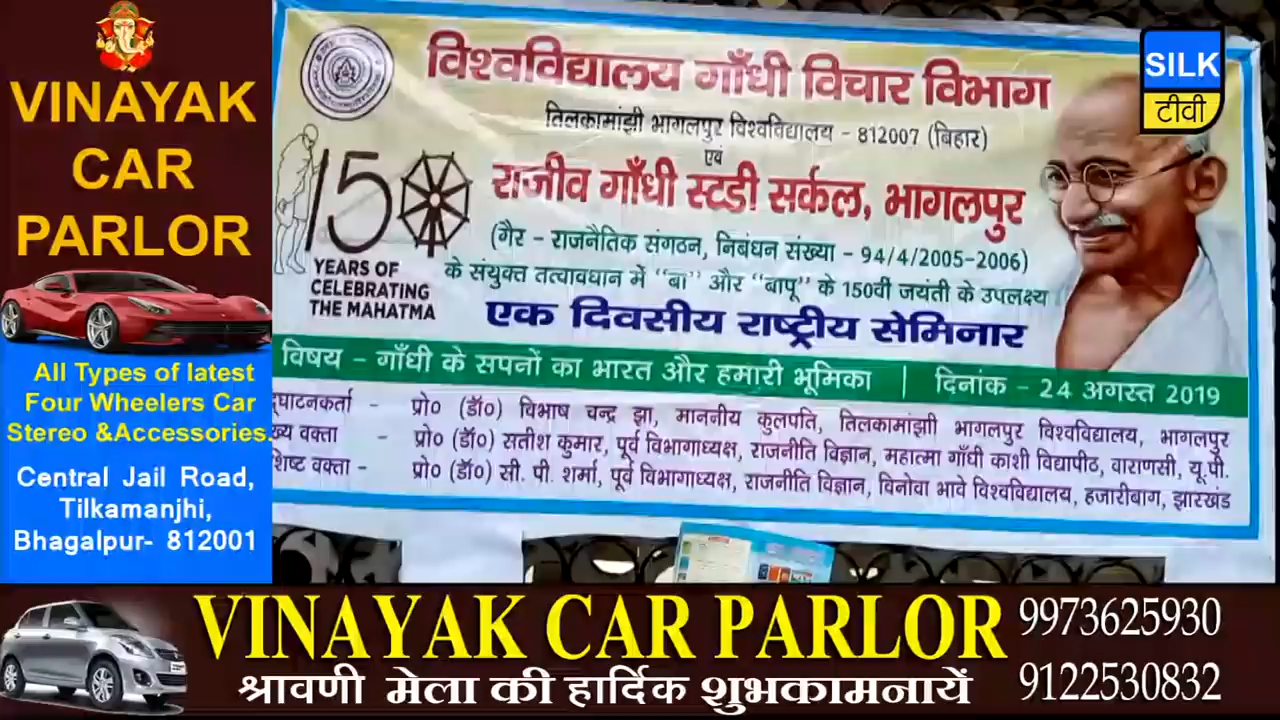 VINAYAK
CAR
PARLOR
All Types of latest
Four Wheelers Car
Stereo &Accessories.
Central Jail Road,
Tilkamanjhi,
Bhagalpur- 812001
SILK
टीवी
विश्वविद्यालय गाँधी विचार विभाग
तिलकामांझी भागलपुर विश्वविद्यालय - 812007 (बिहार)
एवं
राजीव गाँधी स्टडी सर्कल, भागलपुर
(गैर - राजनैतिक संगठन, निबंधन संख्या - 94/4/2005-2006)
के संयुक्त तत्वावधान में "बा" और "बापू" के 150वीं जयंती के उपलक्ष्य
150
YEARS OF
CELEBRATING
THE MAHATMA
एक दिवसीय राष्ट्रीय सेमिनार
विषय - गाँधी के सपनों का भारत और हमारी भूमिका | दिनांक - 24 अगस्त 2019
- प्रो० (डॉ०) विभाष चन्द्र झा, माननीय कुलपति, तिलकामाझी भागलपुर विश्वविद्यालय, भागलपुर
वक्ता - प्रो० (डॉ०) सतीश कुमार, पूर्व विभागाध्यक्ष, राजनीति विज्ञान, महात्मा गाँधी काशी विद्यापीठ, वाराणसी, यू.पी.
वक्ता - प्रो० (डॉ०) सी. पी. शर्मा, पूर्व विभागाध्यक्ष, राजनीति विज्ञान, विनोवा भावे विश्वविद्यालय, हजारीबाग, झारखंड
VINAYAK CAR PARLOR
9973625930
श्रावणी मेला की हार्दिक शुभकामनायें
9122530832